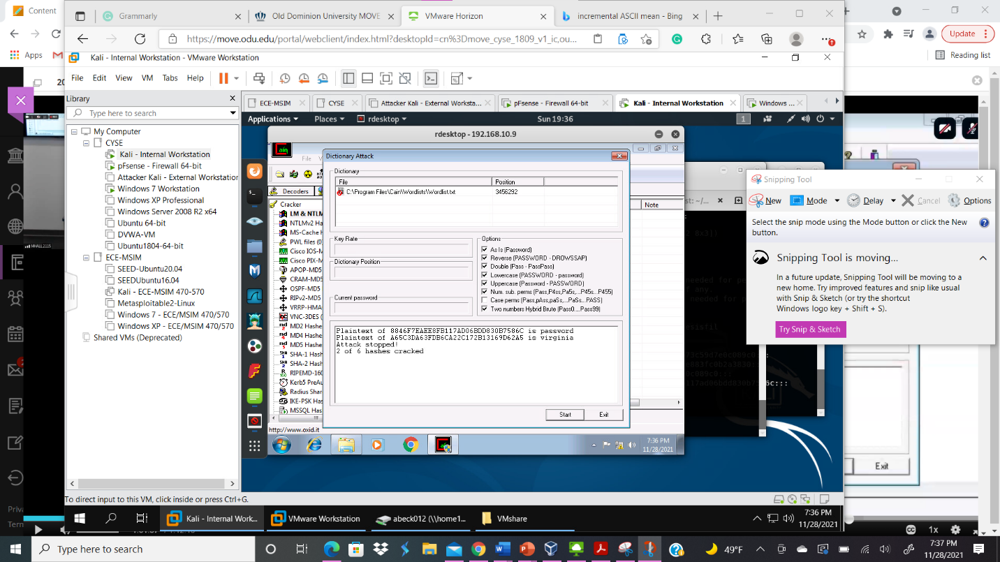 Content
Grammarly
Old Dominion University MOVE
VMware Horizon
incremental ASCII mean - Bing
https://move.odu.edu/portal/webclient/index.html?desktopId=cn%3Dmove_cyse_1809_v1_ic,ou...
Update
Apps
Reading list
Kali - Internal Workstation - VMware Workstation
File Edit View VM Tabs Help
Library
Type here to search
My Computer
CYSE
Kali - Internal Workstation
pFsense - Firewall 64-bit
Attacker Kali - External Workstation
Windows 7 Workstation
Windows XP Professional
Windows Server 2008 R2 x64
Ubuntu 64-bit
DVWA-VM
Ubuntu1804-64-bit
ECE-MSIM
SEED-Ubuntu20.04
SEEDUbuntu16.04
Kali - ECE-MSIM 470-570
Metasploitable2-Linux
Windows 7 - ECE/MSIM 470/570
Windows XP - ECE/MSIM 470/570
Shared VMs (Deprecated)
ECE-MSIM
CYSE
Attacker Kali - External Worksta...
pFsense - Firewall 64-bit
Kali - Internal Workstation
Windows ...
Applications Places rdesktop
Sun 19:36
1
rdesktop - 192.168.10.9
File
Decoders
Cracker
LM & NTLM
NTLMv2 Ha
MS-Cache H
PWL files (0
Cisco IOS-M
Cisco PIX-M
APOP-MD5
CRAM-MD5
OSPF-MD5
RIPv2-MD5
VRRP-HMA
VNC-3DES (
MD2 Hashe
MD4 Hashe
MD5 Hashe
SHA-1 Hash
SHA-2 Hash
RIPEMD-160
Kerb5 PreAu
Radius Shar
IKE-PSK Has
MSSQL Hashe
http://www.oxid.it
Note
Dictionary Attack
Dictionary
File Position
C:\Program Files\Cain\Wordlists\Wordlist.txt 3456292
Key Rate
Dictionary Position
Current password
Options
As Is (Password)
Reverse (PASSWORD - DROWSSAP)
Double (Pass - PassPass)
Lowercase (PASSWORD - password)
Uppercase (Password - PASSWORD)
Num. sub. perms (Pass,P4ss,Pa5s,...P45s...P455)
Case perms (Pass,pAss,paSs,...PaSs...PASS)
Two numbers Hybrid Brute (Pass0....Pass99)
Plaintext of 8846F7EAEE8FB117AD06BDD830B7586C is password
Plaintext of A65C3DA63FDB6CA22C172B13169D62A5 is virginia
Attack stopped!
2 of 6 hashes cracked
Start
Exit
7:36 PM
11/28/2021
Snipping Tool
New Mode Delay Cancel Options
Select the snip mode using the Mode button or click the New
button.
Snipping Tool is moving...
In a future update, Snipping Tool will be moving to a
new home. Try improved features and snip like usual
with Snip & Sketch (or try the shortcut
Windows logo key + Shift + S).
Try Snip & Sketch
Exit
To direct input to this VM, click inside or press Ctrl+G.
Kali - Internal Work...
VMware Workstation
abeck012 (\\home1...
VMshare
7:36 PM
11/28/2021
1x
Type here to search
49°F
7:37 PM
11/28/2021